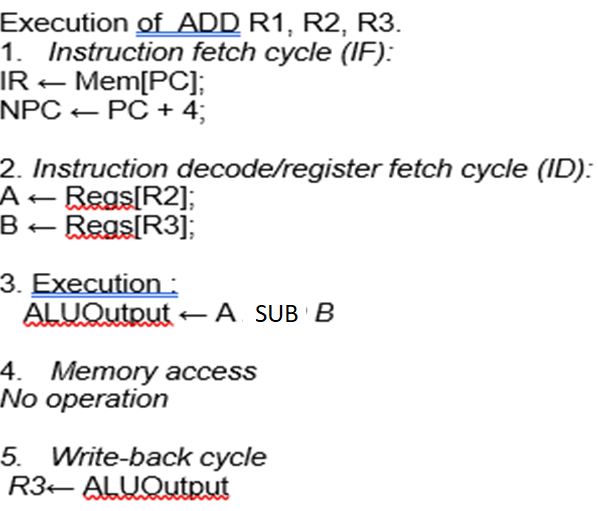 Execution of ADD R1, R2, R3.
1. Instruction fetch cycle (IF):
IR ← Mem[PC];
NPC ← PC + 4;
2. Instruction decode/register fetch cycle (ID):
A ← Regs[R2];
B ← Regs[R3];
3. Execution :
ALUOutput ← A SUB B
4. Memory access
No operation
5. Write-back cycle
R3← ALUOutput